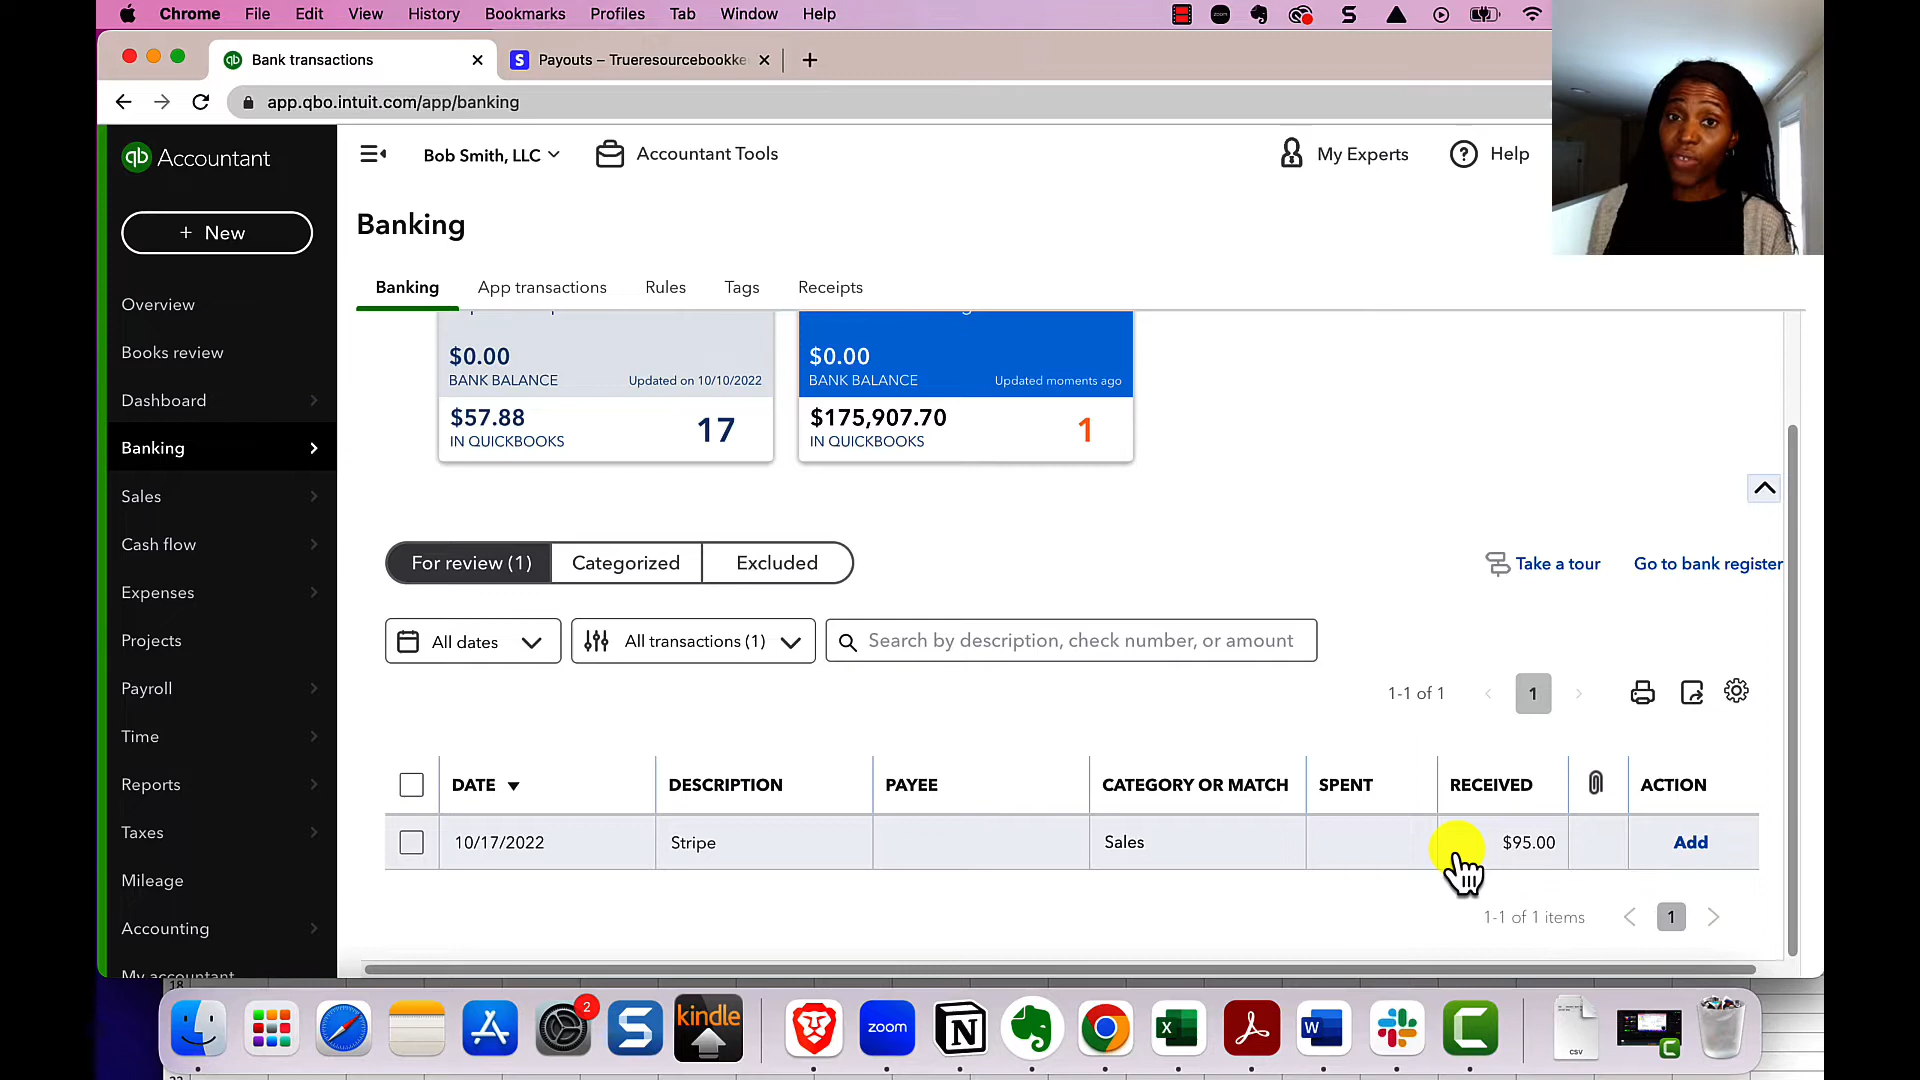 Chrome File Edit View History Bookmarks Profiles Tab Window Help
Bank transactions
Payouts – Trueresourcebookke
app.qbo.intuit.com/app/banking
qb Accountant
Bob Smith, LLC
Accountant Tools
My Experts
Help
+ New
Banking
Overview
Books review
Dashboard
Banking
Sales
Cash flow
Expenses
Projects
Payroll
Time
Reports
Taxes
Mileage
Accounting
My accountant
Banking App transactions Rules Tags Receipts
$0.00
BANK BALANCE Updated on 10/10/2022
$57.88
IN QUICKBOOKS
17
$0.00
BANK BALANCE Updated moments ago
$175,907.70
IN QUICKBOOKS
1
For review (1) Categorized Excluded
Take a tour Go to bank register
All dates All transactions (1) Search by description, check number, or amount
1-1 of 1 1
DATE DESCRIPTION PAYEE CATEGORY OR MATCH SPENT RECEIVED ACTION
10/17/2022 Stripe Sales $95.00 Add
1-1 of 1 items 1
18
2
kindle
zoom
CSV